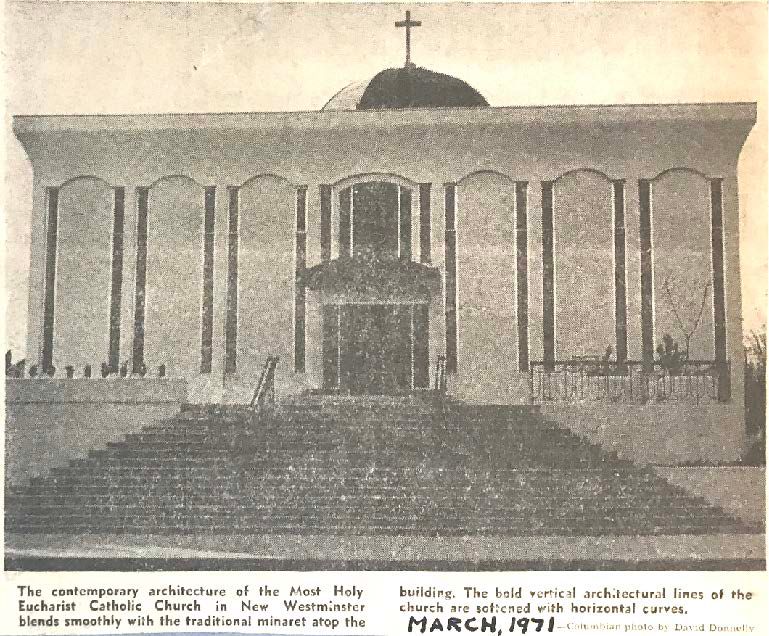 The contemporary architecture of the Most Holy
Eucharist Catholic Church in New Westminster
blends smoothly with the traditional minaret atop the
building. The bold vertical architectural lines of the
church are softened with horizontal curves.
MARCH, 1971 —Columbian photo by David Donnelly